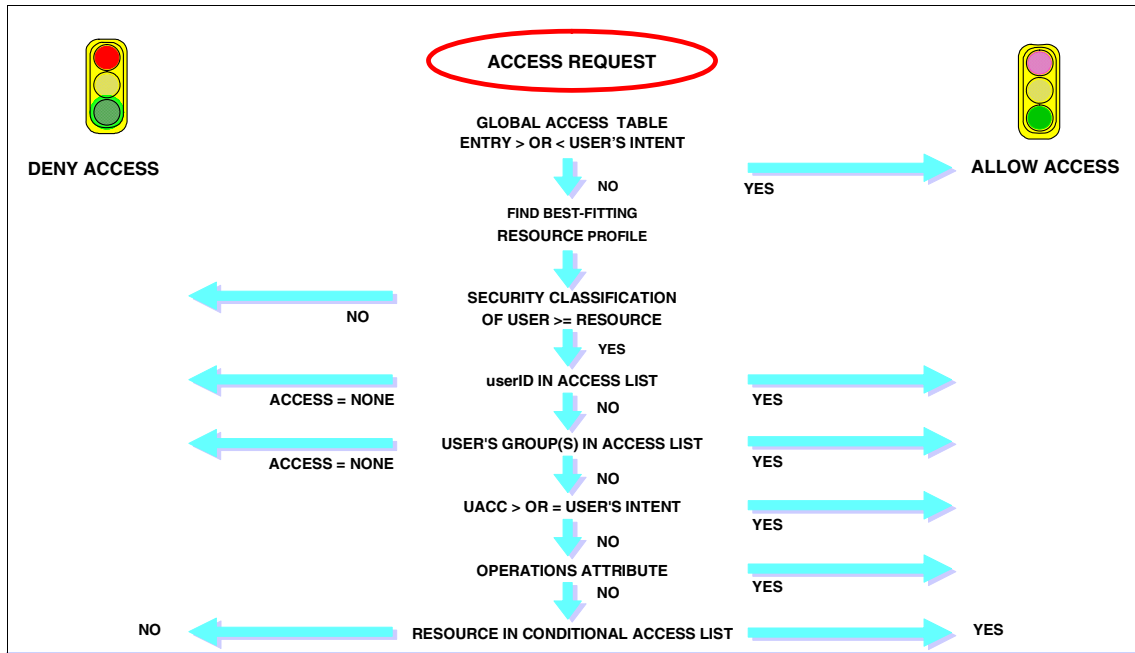 ACCESS REQUEST
GLOBAL ACCESS TABLE
ENTRY > OR < USER'S INTENT
DENY ACCESS
ALLOW ACCESS
NO
YES
FIND BEST-FITTING
RESOURCE PROFILE
SECURITY CLASSIFICATION
OF USER >= RESOURCE
NO
YES
userID IN ACCESS LIST
ACCESS = NONE
YES
NO
USER'S GROUP(S) IN ACCESS LIST
ACCESS = NONE
YES
NO
UACC > OR = USER'S INTENT
YES
NO
OPERATIONS ATTRIBUTE
YES
NO
NO
RESOURCE IN CONDITIONAL ACCESS LIST
YES